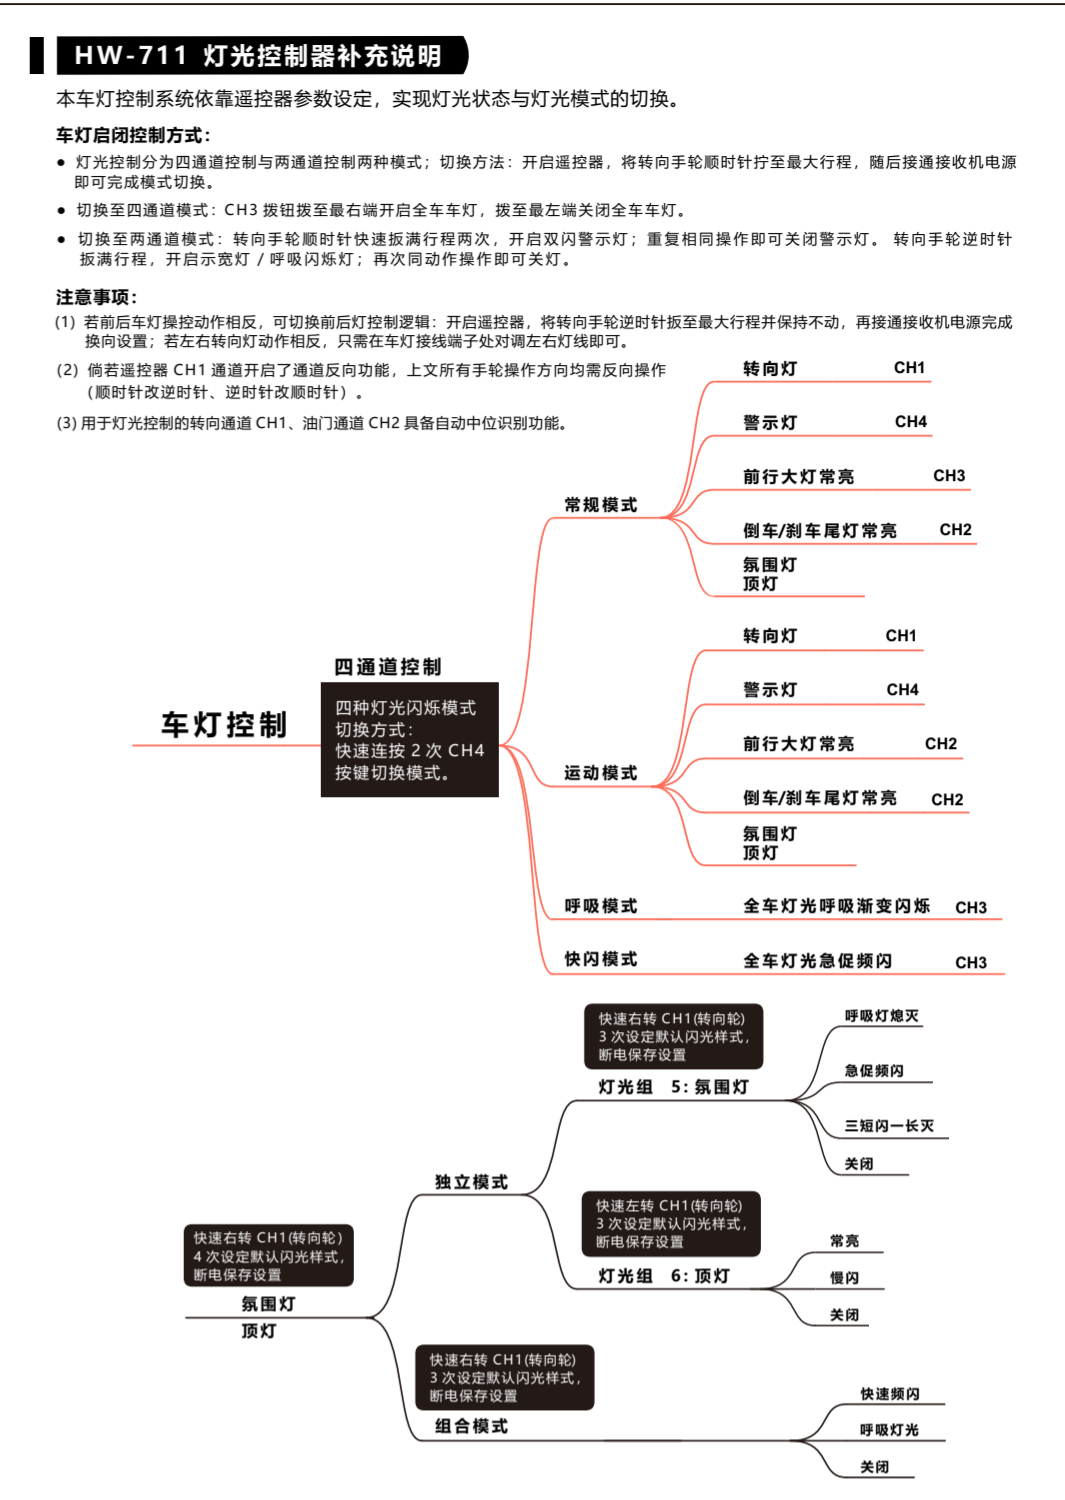 HW-711 灯光控制器补充说明
本车灯控制系统依靠遥控器参数设定，实现灯光状态与灯光模式的切换。
车灯启闭控制方式：
● 灯光控制分为四通道控制与两通道控制两种模式；切换方法：开启遥控器，将转向手轮顺时针拧至最大行程，随后接通接收机电源
即可完成模式切换。
● 切换至四通道模式：CH3 拨钮拨至最右端开启全车车灯，拨至最左端关闭全车车灯。
● 切换至两通道模式：转向手轮顺时针快速扳满行程两次，开启双闪警示灯；重复相同操作即可关闭警示灯。 转向手轮逆时针
扳满行程，开启示宽灯 / 呼吸闪烁灯；再次同动作操作即可关灯。
注意事项：
(1) 若前后车灯操控动作相反，可切换前后灯控制逻辑：开启遥控器，将转向手轮逆时针扳至最大行程并保持不动，再接通接收机电源完成
换向设置；若左右转向灯动作相反，只需在车灯接线端子处对调左右灯线即可。
(2) 倘若遥控器 CH1 通道开启了通道反向功能，上文所有手轮操作方向均需反向操作
（顺时针改逆时针、逆时针改顺时针）。
(3) 用于灯光控制的转向通道 CH1、油门通道 CH2 具备自动中位识别功能。
转向灯 CH1
警示灯 CH4
前行大灯常亮 CH3
常规模式
倒车/刹车尾灯常亮 CH2
氛围灯
顶灯
转向灯 CH1
四通道控制
警示灯 CH4
车灯控制
四种灯光闪烁模式
切换方式：
快速连按 2 次 CH4
按键切换模式。
前行大灯常亮 CH2
运动模式
倒车/刹车尾灯常亮 CH2
氛围灯
顶灯
呼吸模式 全车灯光呼吸渐变闪烁 CH3
快闪模式 全车灯光急促频闪 CH3
快速右转 CH1(转向轮)
3 次设定默认闪光样式，
断电保存设置
灯光组 5：氛围灯
呼吸灯熄灭
急促频闪
三短闪一长灭
关闭
独立模式
快速左转 CH1(转向轮)
3 次设定默认闪光样式，
断电保存设置
灯光组 6：顶灯
常亮
慢闪
关闭
快速右转 CH1(转向轮)
4 次设定默认闪光样式，
断电保存设置
氛围灯
顶灯
快速右转 CH1(转向轮)
3 次设定默认闪光样式，
断电保存设置
组合模式
快速频闪
呼吸灯光
关闭